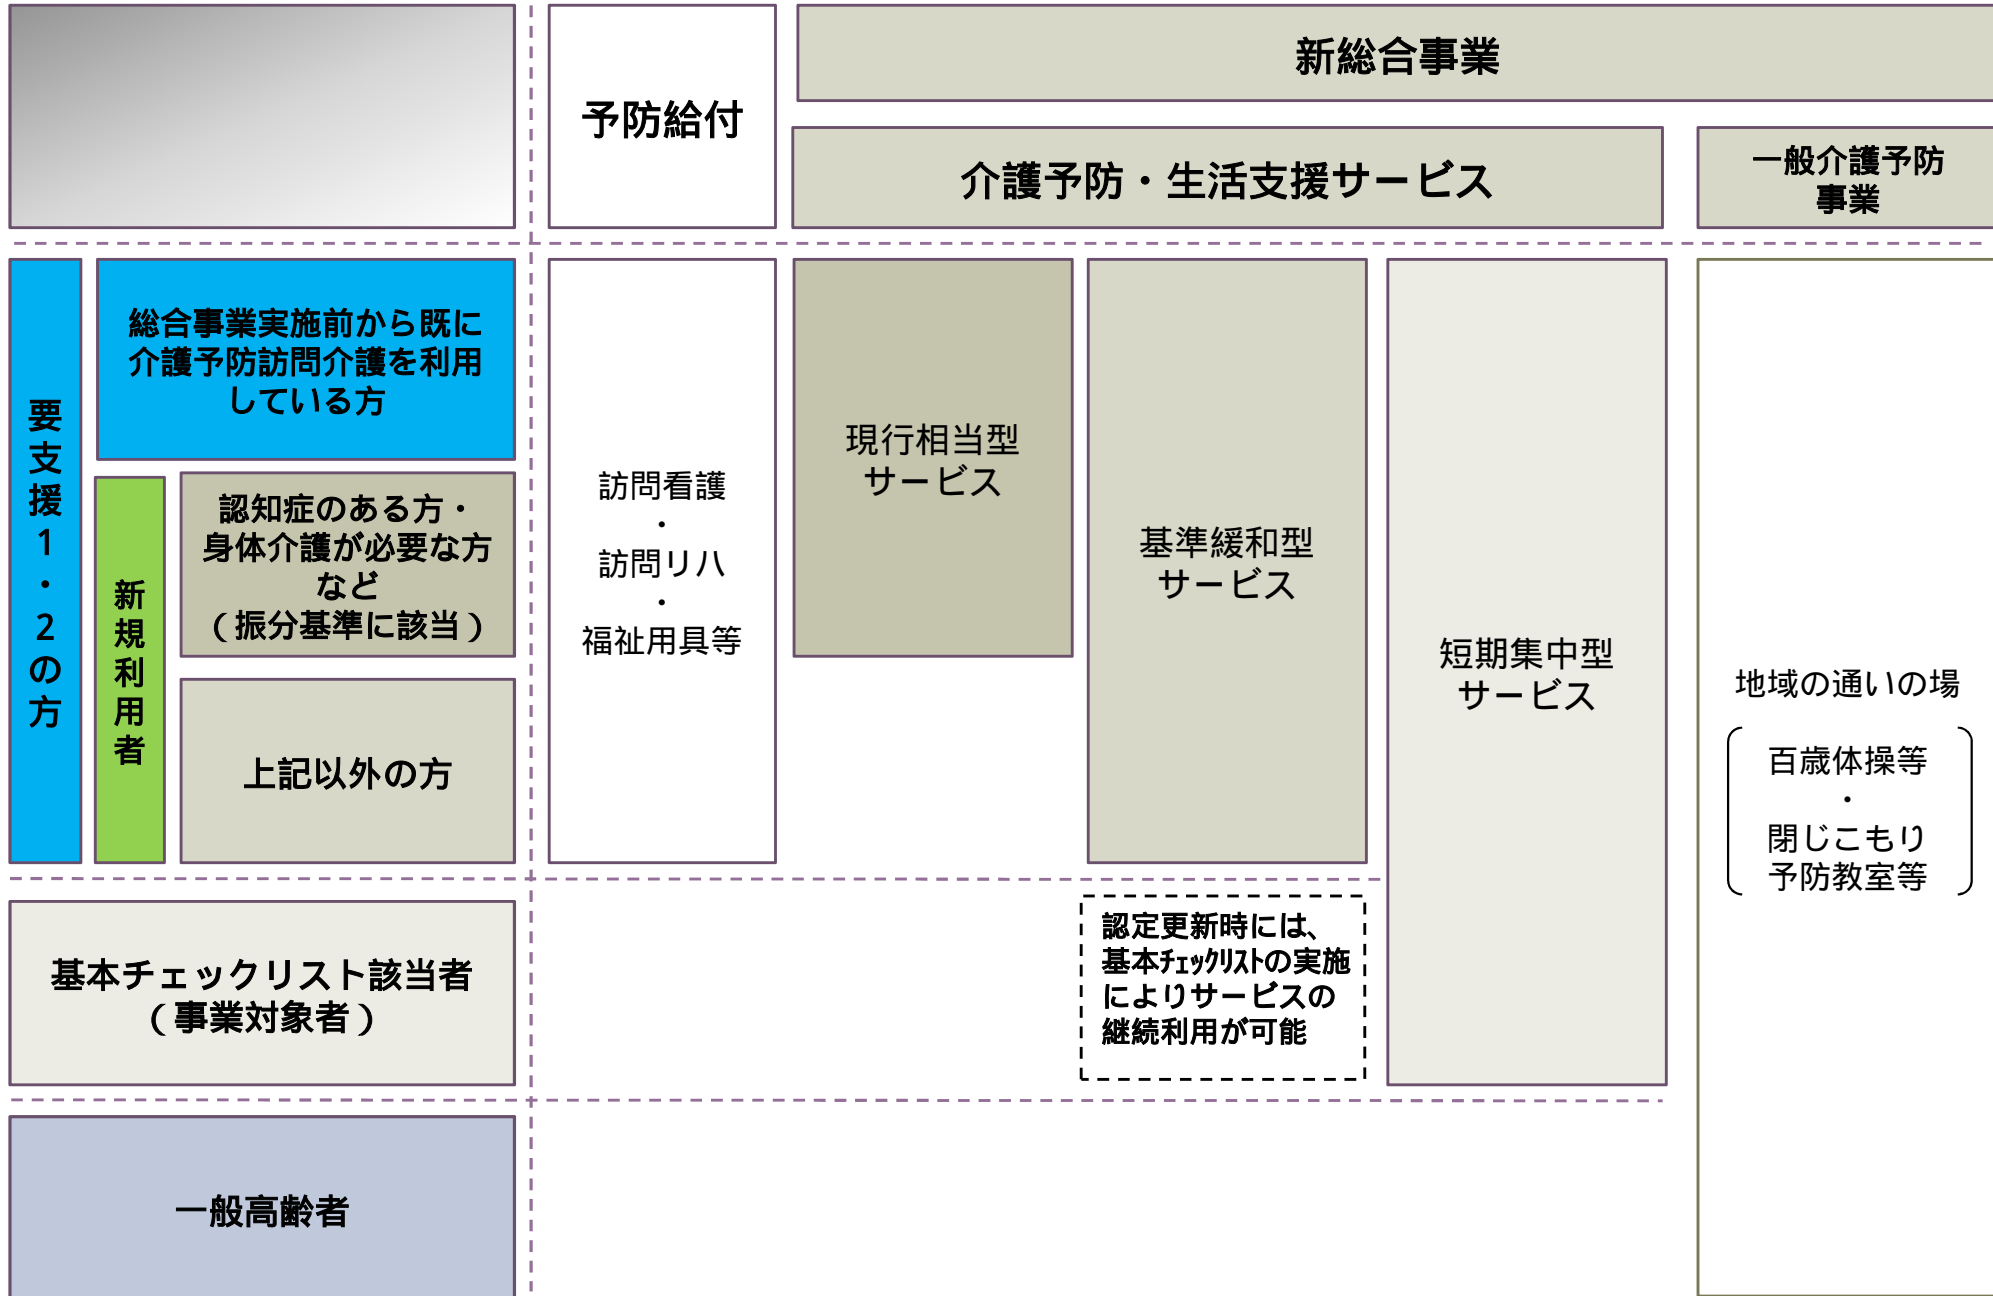 新総合事業
予防給付
介護予防・生活支援サービス
一般介護予防
事業
要支援1・2の方
総合事業実施前から既に
介護予防訪問介護を利用
している方
新規利用者
認知症のある方・
身体介護が必要な方
など
(振分基準に該当)
上記以外の方
訪問看護
・
訪問リハ
・
福祉用具等
現行相当型
サービス
基準緩和型
サービス
短期集中型
サービス
地域の通いの場
百歳体操等
・
閉じこもり
予防教室等
基本チェックリスト該当者
(事業対象者)
認定更新時には、
基本ﾁｪｯｸﾘｽﾄの実施
によりサービスの
継続利用が可能
一般高齢者